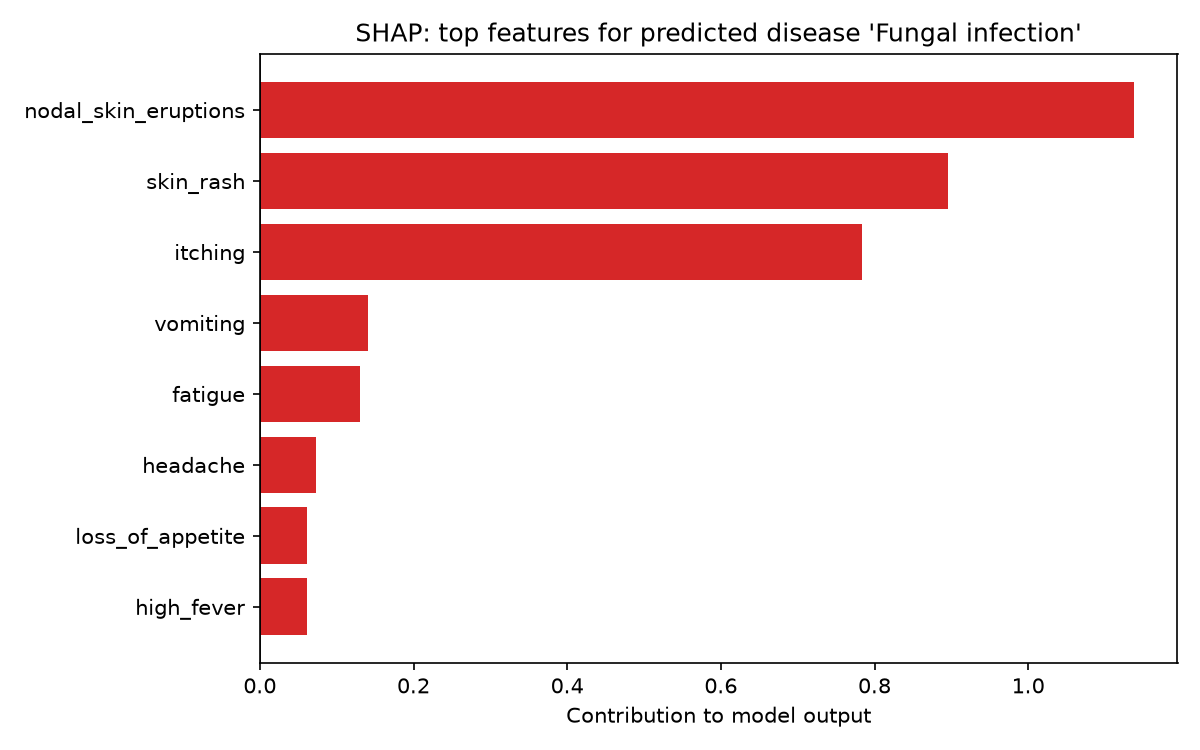 SHAP: top features for predicted disease 'Fungal infection'
nodal_skin_eruptions
skin_rash
itching
vomiting
fatigue
headache
loss_of_appetite
high_fever
0.0 0.2 0.4 0.6 0.8 1.0
Contribution to model output